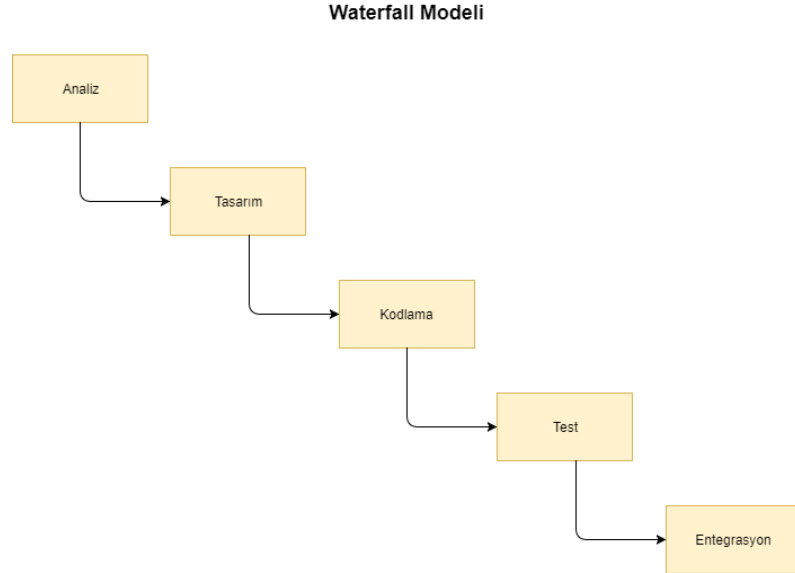 Waterfall Modeli
Analiz
Tasarım
Kodlama
Test
Entegrasyon